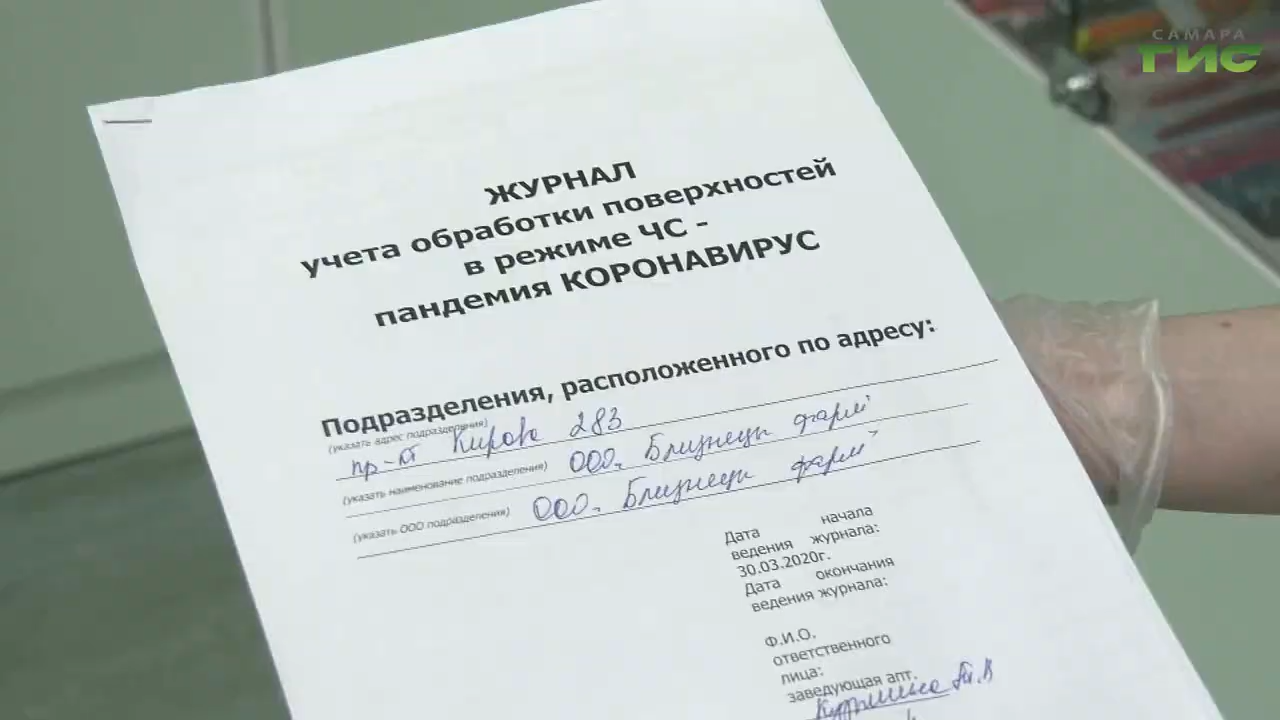 САМАРА
ГИС
ЖУРНАЛ
учета обработки поверхностей
в режиме ЧС -
пандемия КОРОНАВИРУС
Подразделения, расположенного по адресу:
(указать адрес подразделения)
пр-кт Кирова 283
(указать наименование подразделения) ООО "Близнецы фарм"
(указать ООО подразделения) ООО "Близнецы фарм"
Дата начала
ведения журнала:
30.03.2020г.
Дата окончания
ведения журнала:
Ф.И.О.
ответственного
лица:
заведующая апт.